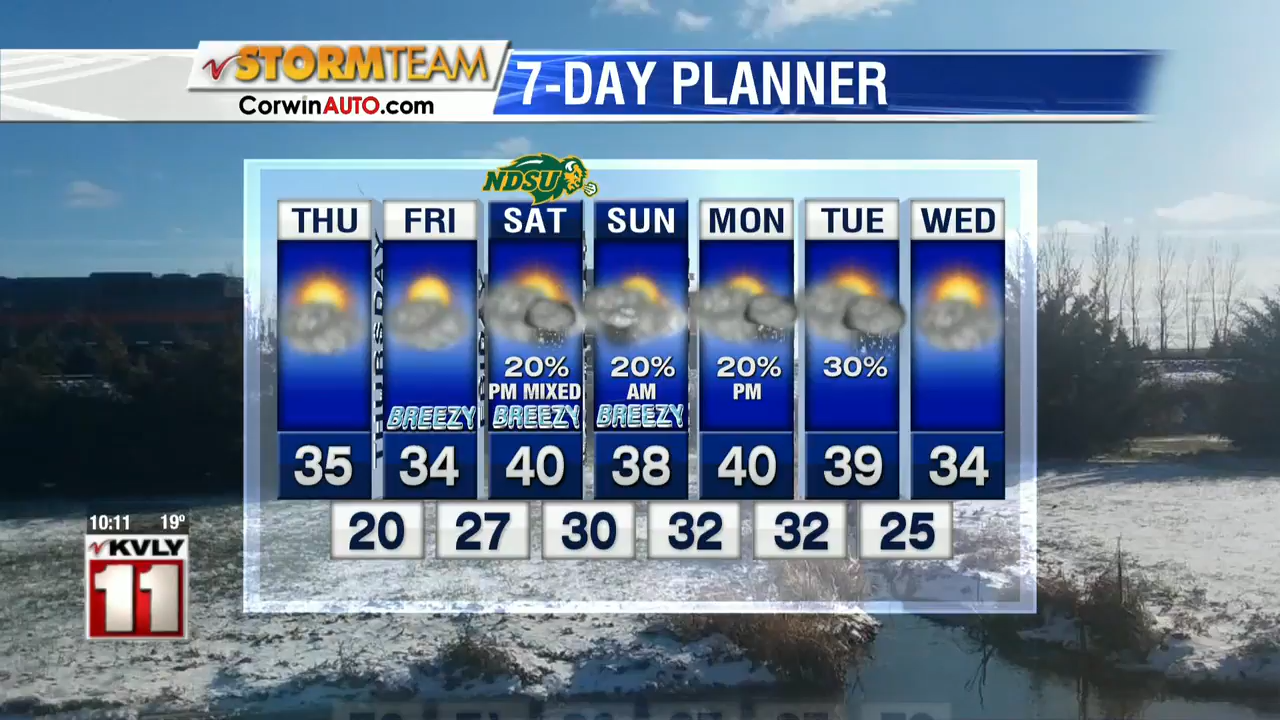 STORMTEAM
CorwinAUTO.com
7-DAY PLANNER
NDSU
THU FRI SAT SUN MON TUE WED
THURSDAY
20% 20% 20% 30%
PM MIXED AM PM
BREEZY BREEZY BREEZY
35 34 40 38 40 39 34
20 27 30 32 32 25
10:11 19º
KVLY
11